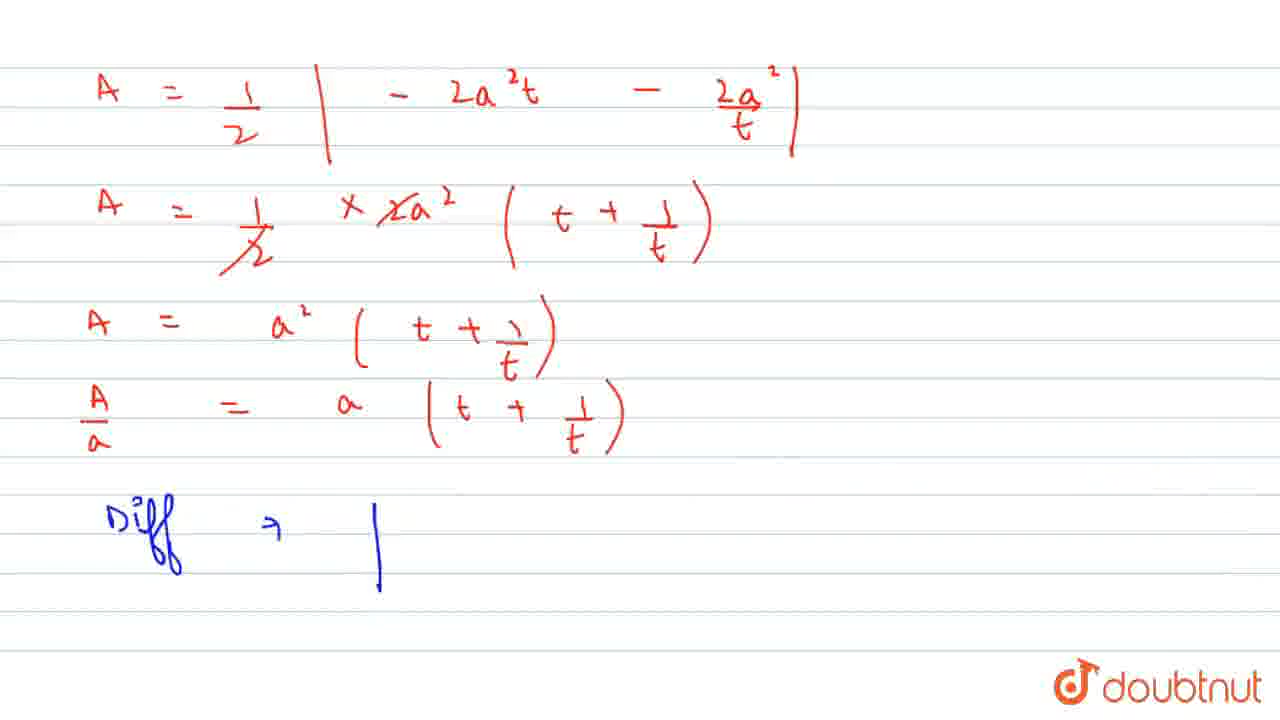 A = 1/2 | - 2a²t - 2a²/t |
A = 1/2 × 2a² ( t + 1/t )
A = a² ( t + 1/t )
A/a = a ( t + 1/t )
Diff → |
doubtnut